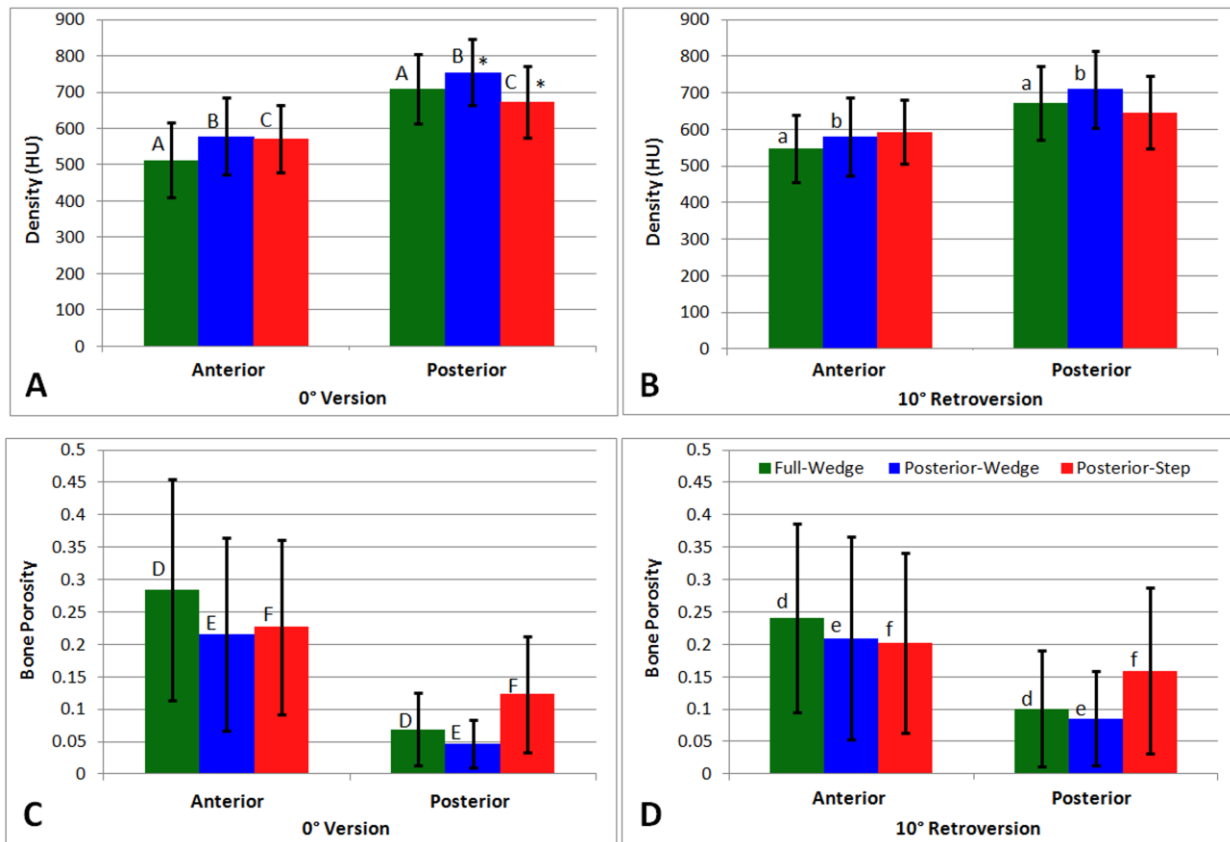 900
800
700
600
500
400
300
200
100
0
Density (HU)
A B C
A B * C *
Anterior Posterior
0° Version
A
900
800
700
600
500
400
300
200
100
0
Density (HU)
a b
a b
Anterior Posterior
10° Retroversion
B
0.5
0.45
0.4
0.35
0.3
0.25
0.2
0.15
0.1
0.05
0
Bone Porosity
D E F
D E F
Anterior Posterior
0° Version
C
0.5
0.45
0.4
0.35
0.3
0.25
0.2
0.15
0.1
0.05
0
Bone Porosity
Full-Wedge Posterior-Wedge Posterior-Step
d e f
d e f
Anterior Posterior
10° Retroversion
D